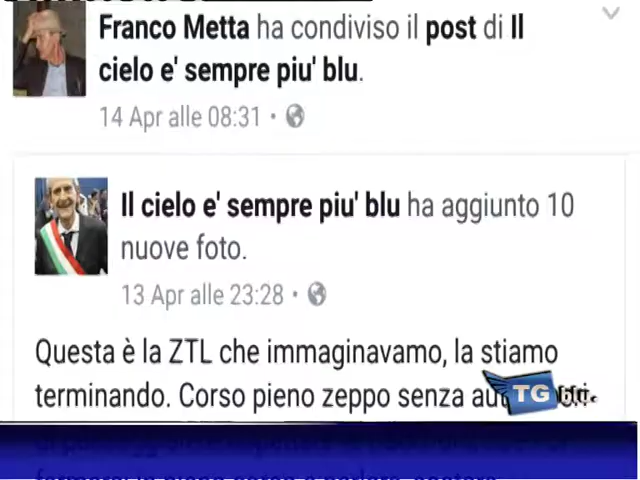 Franco Metta ha condiviso il post di Il
cielo e' sempre piu' blu.
14 Apr alle 08:31
Il cielo e' sempre piu' blu ha aggiunto 10
nuove foto.
13 Apr alle 23:28
Questa è la ZTL che immaginavamo, la stiamo
terminando. Corso pieno zeppo senza
TG blu.